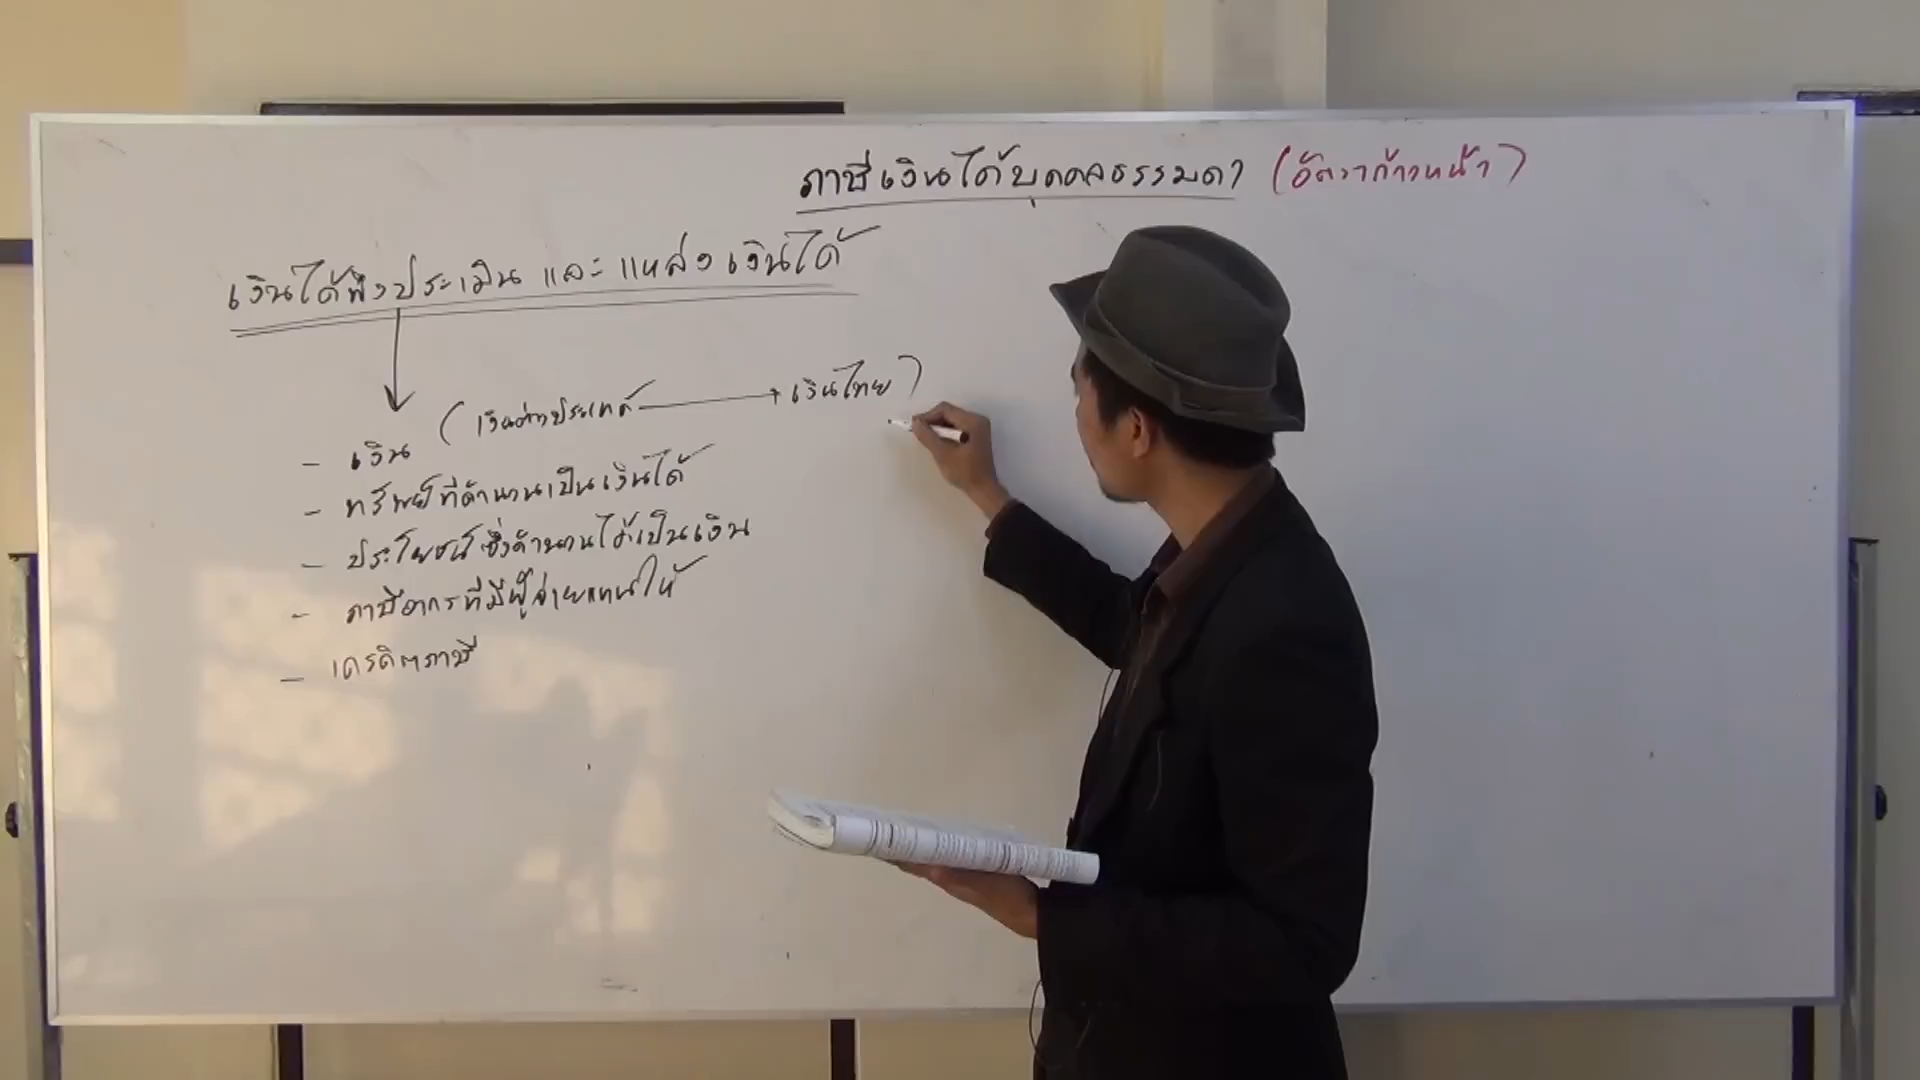 ภาษีเงินได้บุคคลธรรมดา (อัตราก้าวหน้า)
เงินได้พึงประเมิน และ แหล่งเงินได้
- เงิน (เงินต่างประเทศ → เงินไทย)
- ทรัพย์ที่คำนวนเป็นเงินได้
- ประโยชน์ซึ่งคำนวนได้เป็นเงิน
- ภาษีอากรที่มีผู้จ่ายแทนให้
- เครดิตภาษี